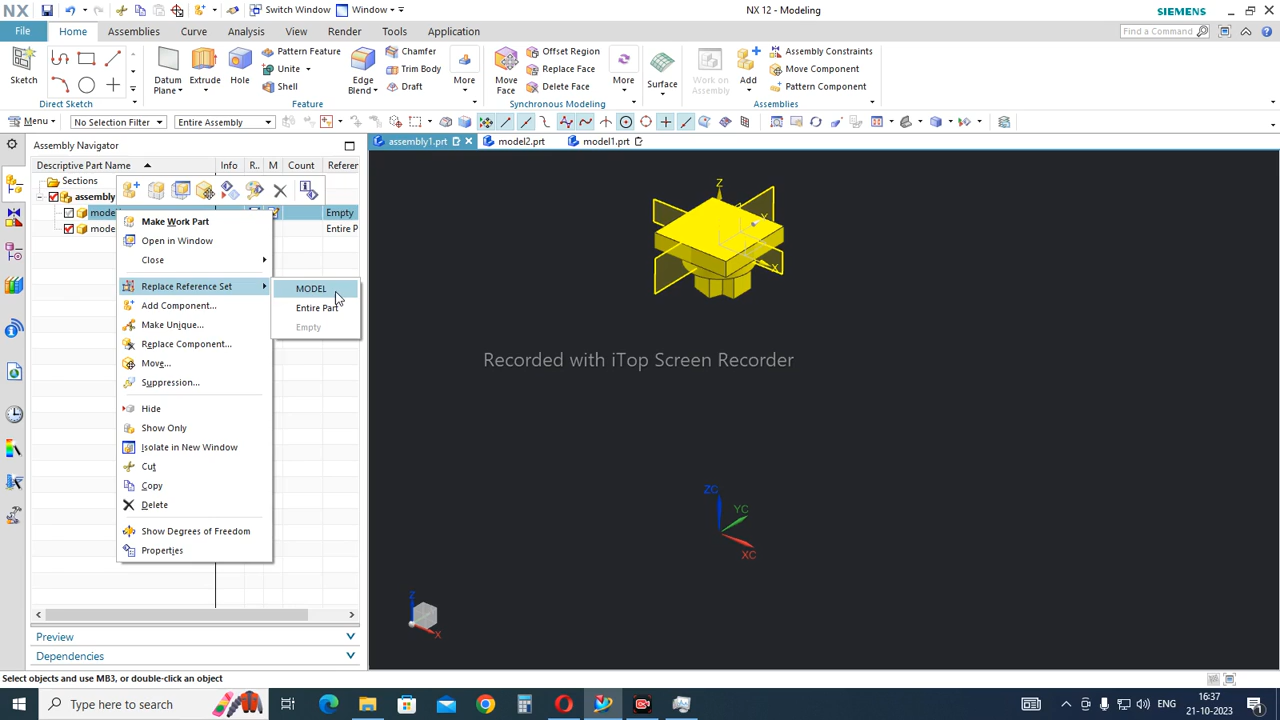 NX
Switch Window
Window
NX 12 - Modeling
SIEMENS
File
Home
Assemblies
Curve
Analysis
View
Render
Tools
Application
Find a Command
Sketch
Direct Sketch
Datum
Plane
Extrude
Hole
Pattern Feature
Unite
Shell
Edge
Blend
Chamfer
Trim Body
Draft
More
Feature
Move
Face
Offset Region
Replace Face
Delete Face
More
Synchronous Modeling
Surface
Work on
Assembly
Add
Assembly Constraints
Move Component
Pattern Component
Assemblies
Menu
No Selection Filter
Entire Assembly
Assembly Navigator
assembly1.prt
model2.prt
model1.prt
Descriptive Part Name
Info
R..
M
Count
Referer
Sections
assembly
mode
Empty
mode
Entire P
Make Work Part
Open in Window
Close
Replace Reference Set
Add Component...
Make Unique...
Replace Component...
Move...
Suppression...
Hide
Show Only
Isolate in New Window
Cut
Copy
Delete
Show Degrees of Freedom
Properties
MODEL
Entire Part
Empty
Z
Y
X
Recorded with iTop Screen Recorder
ZC
YC
XC
Z
X
Preview
Dependencies
Select objects and use MB3, or double-click an object
Type here to search
ENG
16:37
21-10-2023